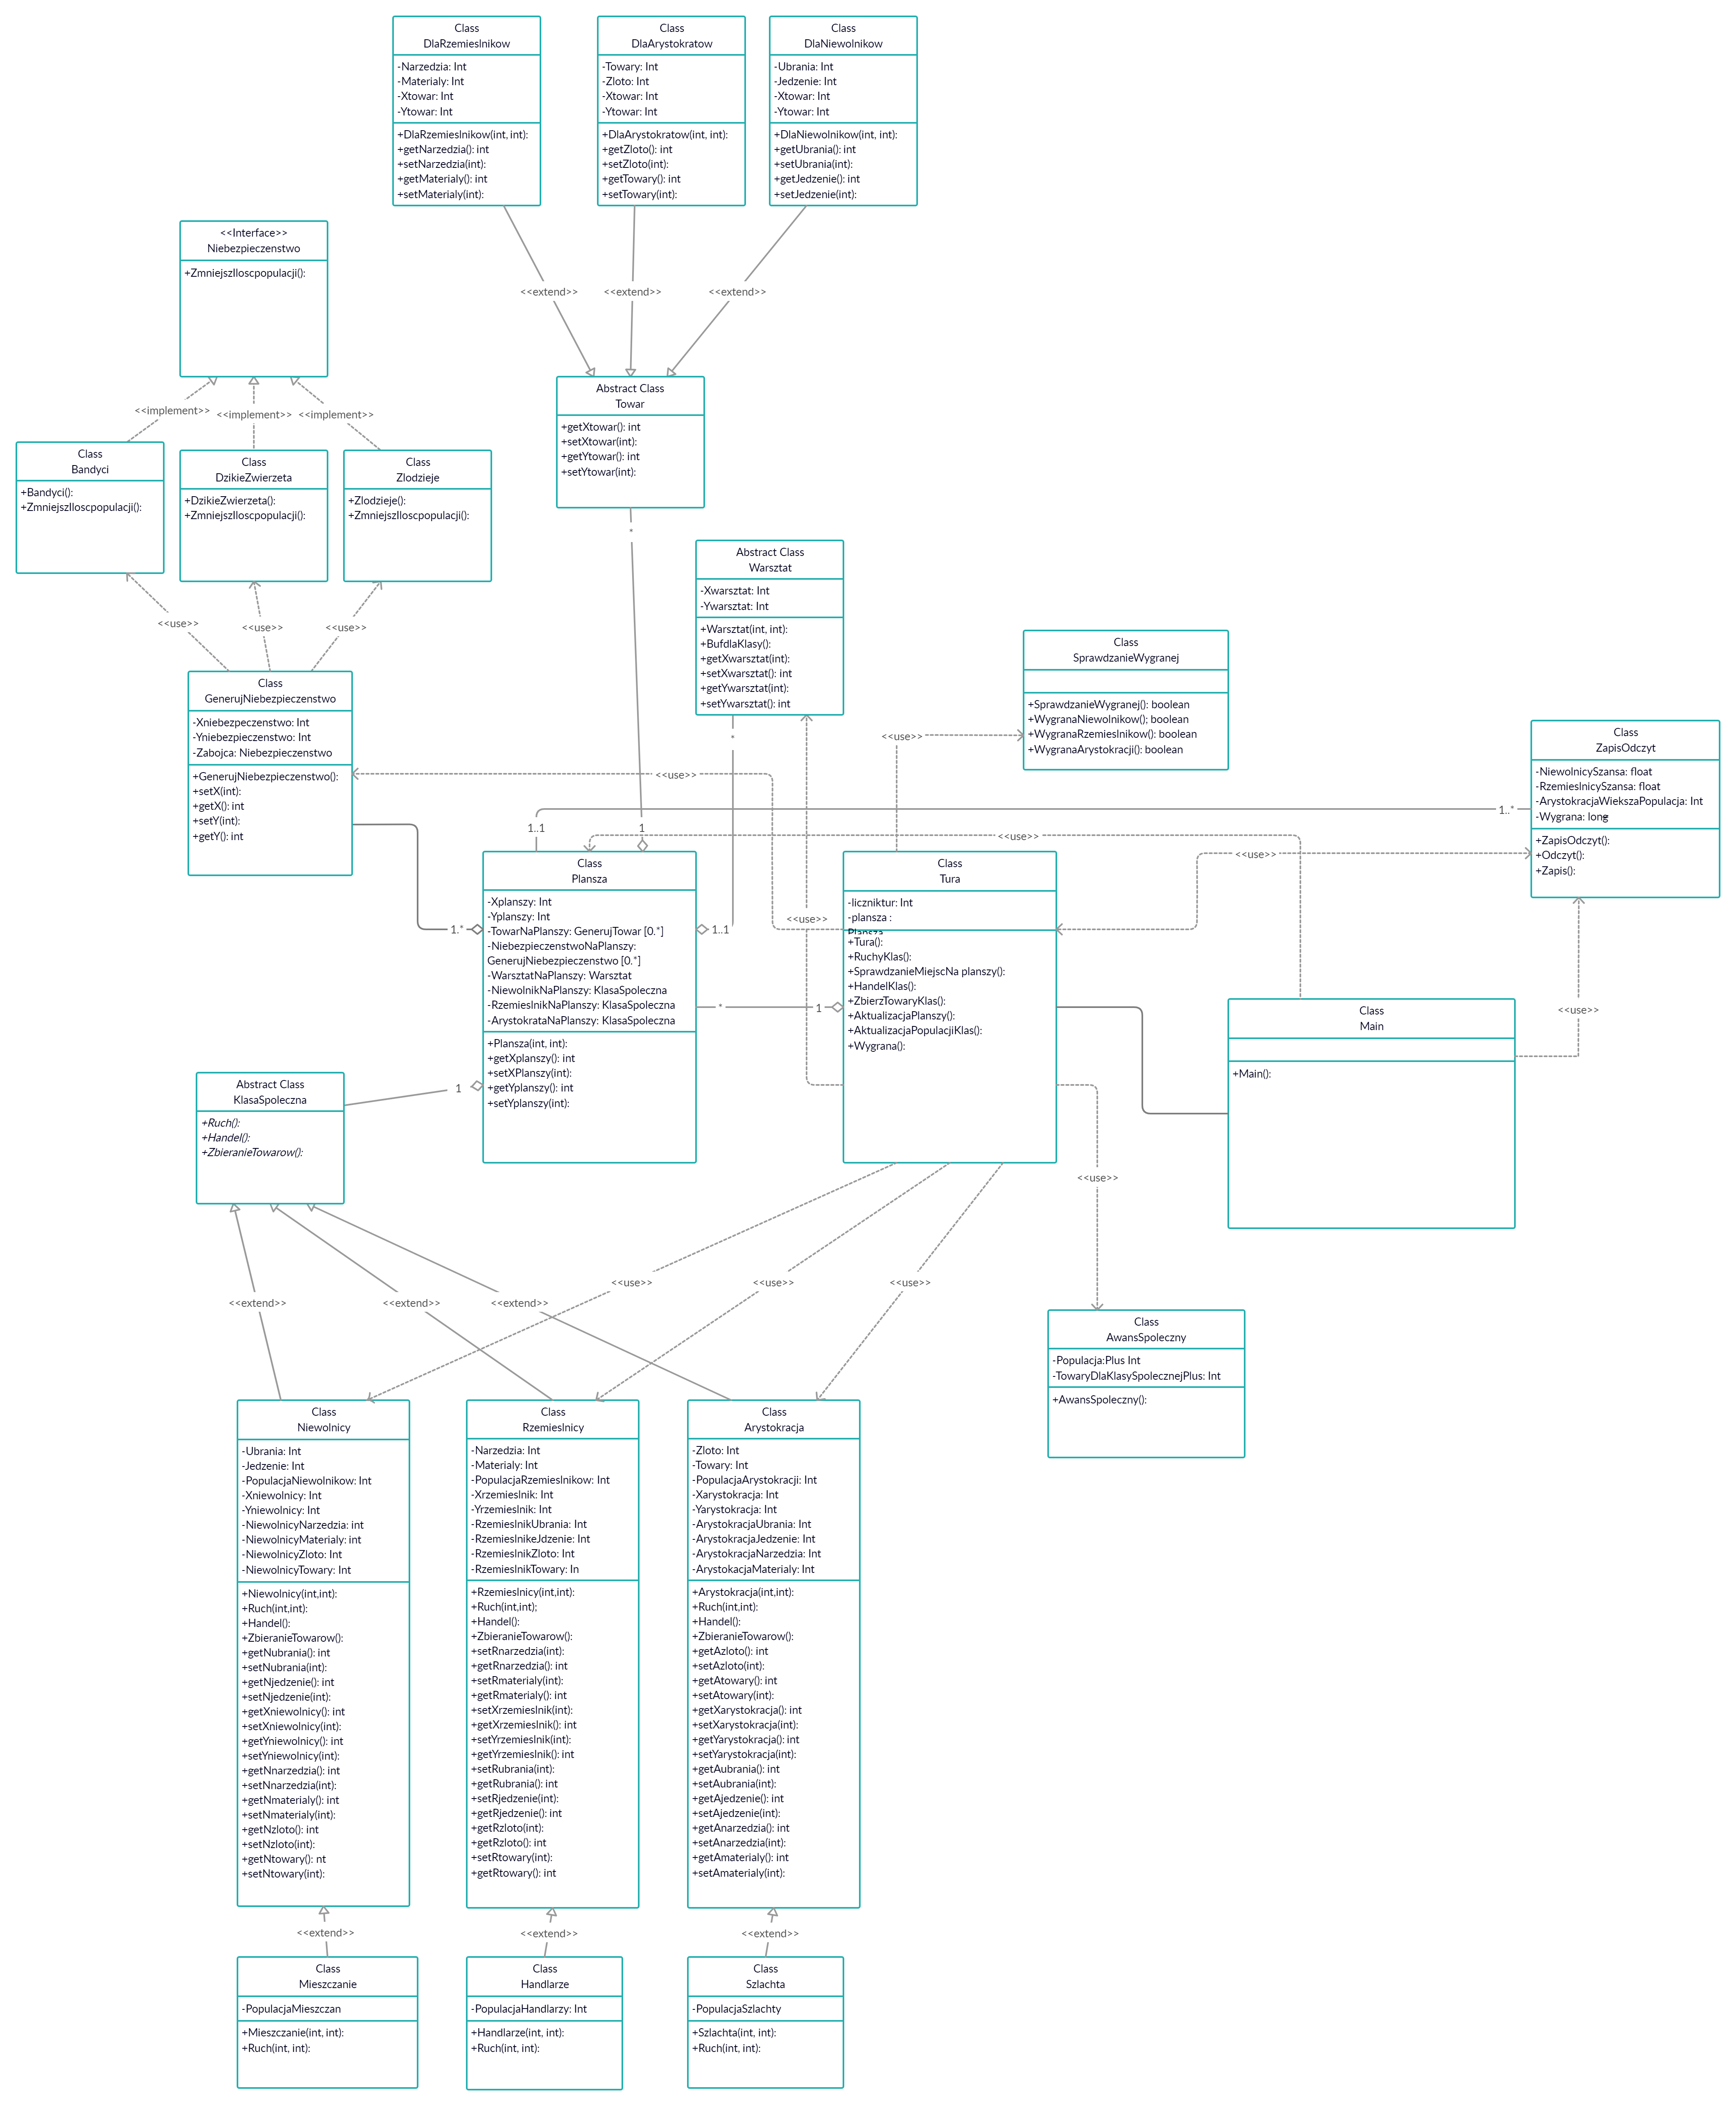 Class
DlaRzemieslnikow
-Narzedzia: Int
-Materialy: Int
-Xtowar: Int
-Ytowar: Int
+DlaRzemieslnikow(int, int):
+getNarzedzia(): int
+setNarzedzia(int):
+getMaterialy(): int
+setMaterialy(int):
Class
DlaArystokratow
-Towary: Int
-Zloto: Int
-Xtowar: Int
-Ytowar: Int
+DlaArystokratow(int, int):
+getZloto(): int
+setZloto(int):
+getTowary(): int
+setTowary(int):
Class
DlaNiewolnikow
-Ubrania: Int
-Jedzenie: Int
-Xtowar: Int
-Ytowar: Int
+DlaNiewolnikow(int, int):
+getUbrania(): int
+setUbrania(int):
+getJedzenie(): int
+setJedzenie(int):
<<Interface>>
Niebezpieczenstwo
+ZmniejszIloscpopulacji():
<<extend>>
<<extend>>
<<extend>>
Abstract Class
Towar
+getXtowar(): int
+setXtowar(int):
+getYtowar(): int
+setYtowar(int):
<<implement>>
<<implement>>
<<implement>>
Class
Bandyci
+Bandyci():
+ZmniejszIloscpopulacji():
Class
DzikieZwierzeta
+DzikieZwierzeta():
+ZmniejszIloscpopulacji():
Class
Zlodzieje
+Zlodzieje():
+ZmniejszIloscpopulacji():
*
Abstract Class
Warsztat
-Xwarsztat: Int
-Ywarsztat: Int
+Warsztat(int, int):
+BufdlaKlasy():
+getXwarsztat(int):
+setXwarsztat(): int
+getYwarsztat(int):
+setYwarsztat(): int
<<use>>
<<use>>
<<use>>
Class
SprawdzanieWygranej
+SprawdzanieWygranej(): boolean
+WygranaNiewolnikow(); boolean
+WygranaRzemieslnikow(): boolean
+WygranaArystokracji(): boolean
Class
GenerujNiebezpieczenstwo
-Xniebezpeczenstwo: Int
-Yniebezpieczenstwo: Int
-Zabojca: Niebezpieczenstwo
+GenerujNiebezpieczenstwo():
+setX(int):
+getX(): int
+setY(int):
+getY(): int
*
<<use>>
<<use>>
Class
ZapisOdczyt
-NiewolnicySzansa: float
-RzemieslnicySzansa: float
-ArystokracjaWiekszaPopulacja: Int
-Wygrana: long
+ZapisOdczyt():
+Odczyt():
+Zapis():
1..*
1..1
1
<<use>>
<<use>>
Class
Plansza
-Xplanszy: Int
-Yplanszy: Int
-TowarNaPlanszy: GenerujTowar [0.*]
-NiebezpieczenstwoNaPlanszy:
GenerujNiebezpieczenstwo [0.*]
-WarsztatNaPlanszy: Warsztat
-NiewolnikNaPlanszy: KlasaSpoleczna
-RzemieslnikNaPlanszy: KlasaSpoleczna
-ArystokrataNaPlanszy: KlasaSpoleczna
+Plansza(int, int):
+getXplanszy(): int
+setXPlanszy(int):
+getYplanszy(): int
+setYplanszy(int):
1.*
1..1
<<use>>
*
1
Class
Tura
-liczniktur: Int
-plansza :
Plansza
+Tura():
+RuchyKlas():
+SprawdzanieMiejscNa planszy():
+HandelKlas():
+ZbierzTowaryKlas():
+AktualizacjaPlanszy():
+AktualizacjaPopulacjiKlas():
+Wygrana():
Class
Main
+Main():
<<use>>
Abstract Class
KlasaSpoleczna
+Ruch():
+Handel():
+ZbieranieTowarow():
1
<<use>>
<<use>>
<<use>>
<<use>>
<<extend>>
<<extend>>
<<extend>>
Class
AwansSpoleczny
-Populacja:Plus Int
-TowaryDlaKlasySpolecznejPlus: Int
+AwansSpoleczny():
Class
Niewolnicy
-Ubrania: Int
-Jedzenie: Int
-PopulacjaNiewolnikow: Int
-Xniewolnicy: Int
-Yniewolnicy: Int
-NiewolnicyNarzedzia: int
-NiewolnicyMaterialy: int
-NiewolnicyZloto: Int
-NiewolnicyTowary: Int
+Niewolnicy(int,int):
+Ruch(int,int):
+Handel():
+ZbieranieTowarow():
+getNubrania(): int
+setNubrania(int):
+getNjedzenie(): int
+setNjedzenie(int):
+getXniewolnicy(): int
+setXniewolnicy(int):
+getYniewolnicy(): int
+setYniewolnicy(int):
+getNnarzedzia(): int
+setNnarzedzia(int):
+getNmaterialy(): int
+setNmaterialy(int):
+getNzloto(): int
+setNzloto(int):
+getNtowary(): nt
+setNtowary(int):
Class
Rzemieslnicy
-Narzedzia: Int
-Materialy: Int
-PopulacjaRzemieslnikow: Int
-Xrzemieslnik: Int
-Yrzemieslnik: Int
-RzemieslnikUbrania: Int
-RzemieslnikeJdzenie: Int
-RzemieslnikZloto: Int
-RzemieslnikTowary: In
+Rzemieslnicy(int,int):
+Ruch(int,int);
+Handel():
+ZbieranieTowarow():
+setRnarzedzia(int):
+getRnarzedzia(): int
+setRmaterialy(int):
+getRmaterialy(): int
+setXrzemieslnik(int):
+getXrzemieslnik(): int
+setYrzemieslnik(int):
+getYrzemieslnik(): int
+setRubrania(int):
+getRubrania(): int
+setRjedzenie(int):
+getRjedzenie(): int
+getRzloto(int):
+getRzloto(): int
+setRtowary(int):
+getRtowary(): int
Class
Arystokracja
-Zloto: Int
-Towary: Int
-PopulacjaArystokracji: Int
-Xarystokracja: Int
-Yarystokracja: Int
-ArystokracjaUbrania: Int
-ArystokracjaJedzenie: Int
-ArystokracjaNarzedzia: Int
-ArystokacjaMaterialy: Int
+Arystokracja(int,int):
+Ruch(int,int):
+Handel():
+ZbieranieTowarow():
+getAzloto(): int
+setAzloto(int):
+getAtowary(): int
+setAtowary(int):
+getXarystokracja(): int
+setXarystokracja(int):
+getYarystokracja(): int
+setYarystokracja(int):
+getAubrania(): int
+setAubrania(int):
+getAjedzenie(): int
+setAjedzenie(int):
+getAnarzedzia(): int
+setAnarzedzia(int):
+getAmaterialy(): int
+setAmaterialy(int):
<<extend>>
<<extend>>
<<extend>>
Class
Mieszczanie
-PopulacjaMieszczan
+Mieszczanie(int, int):
+Ruch(int, int):
Class
Handlarze
-PopulacjaHandlarzy: Int
+Handlarze(int, int):
+Ruch(int, int):
Class
Szlachta
-PopulacjaSzlachty
+Szlachta(int, int):
+Ruch(int, int):